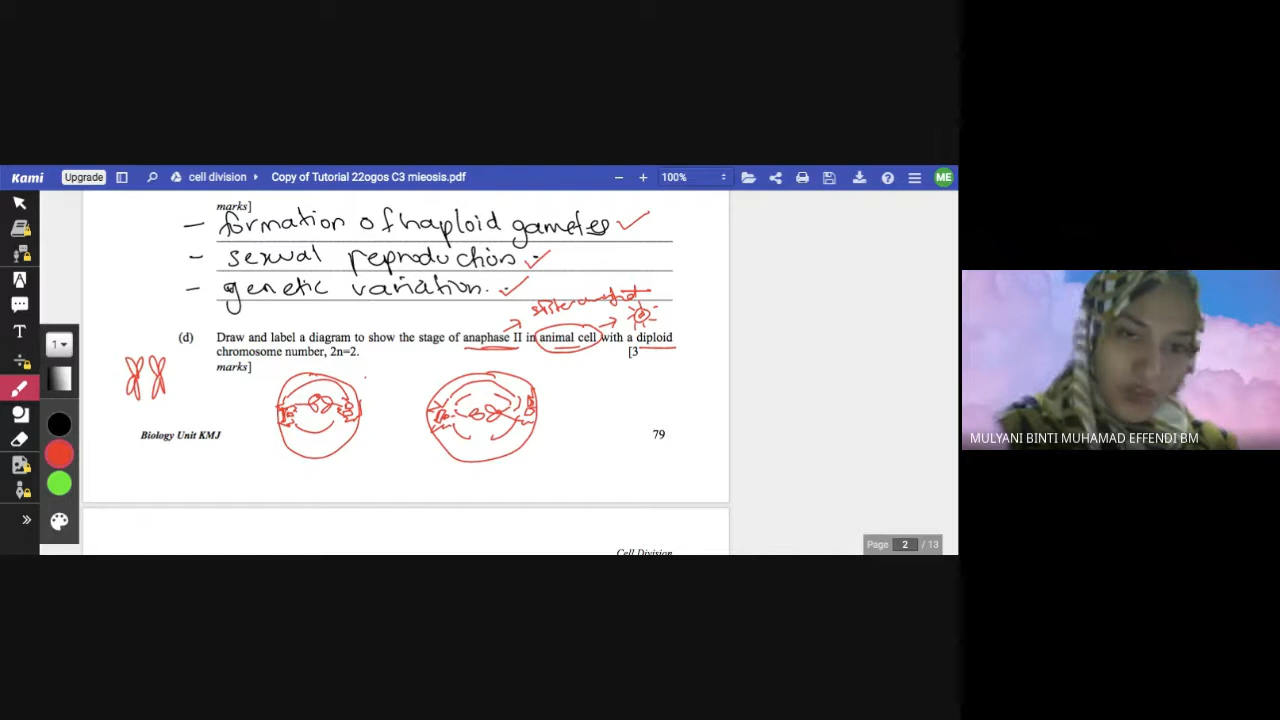 Kami
Upgrade
cell division
Copy of Tutorial 22ogos C3 mieosis.pdf
100%
ME
marks]
- formation of haploid gametes
- sexual reproduction.
- genetic variation.
sister
(d) Draw and label a diagram to show the stage of anaphase II in animal cell with a diploid
chromosome number, 2n=2. [3
marks]
Biology Unit KMJ 79
Cell Division
Page 2 / 13
1
T
MULYANI BINTI MUHAMAD EFFENDI BM